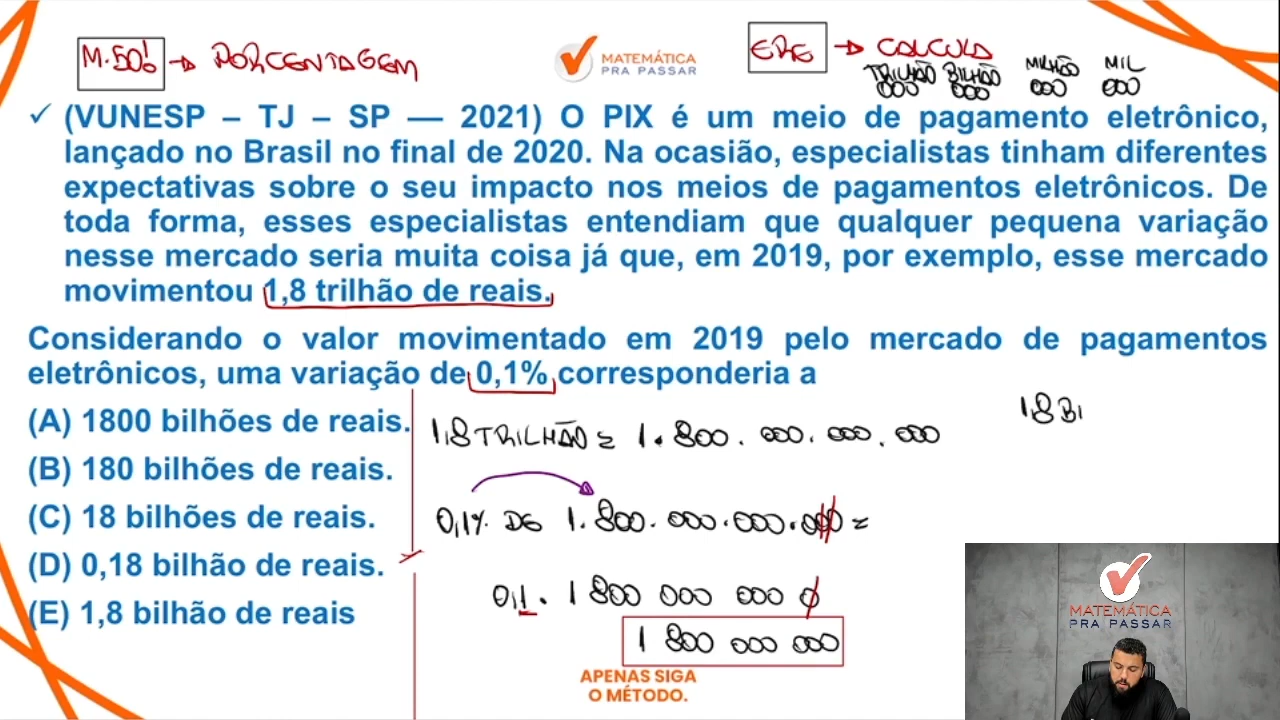 M.50% → PORCENTAGEM
MATEMÁTICA
PRA PASSAR
EPE → CALCULA
TRILHÃO BILHÃO MILHÃO MIL
000 000 000 000
✓ (VUNESP – TJ – SP — 2021) O PIX é um meio de pagamento eletrônico,
lançado no Brasil no final de 2020. Na ocasião, especialistas tinham diferentes
expectativas sobre o seu impacto nos meios de pagamentos eletrônicos. De
toda forma, esses especialistas entendiam que qualquer pequena variação
nesse mercado seria muita coisa já que, em 2019, por exemplo, esse mercado
movimentou 1,8 trilhão de reais.
Considerando o valor movimentado em 2019 pelo mercado de pagamentos
eletrônicos, uma variação de 0,1% corresponderia a
(A) 1800 bilhões de reais.
(B) 180 bilhões de reais.
(C) 18 bilhões de reais.
(D) 0,18 bilhão de reais.
(E) 1,8 bilhão de reais
1,8 BI
1,8 TRILHÃO = 1.800.000.000.000
0,1% DE 1.800.000.000.000 =
0,1. 1 800 000 000 0
1 800 000 000
APENAS SIGA
O MÉTODO.
MATEMÁTICA
PRA PASSAR